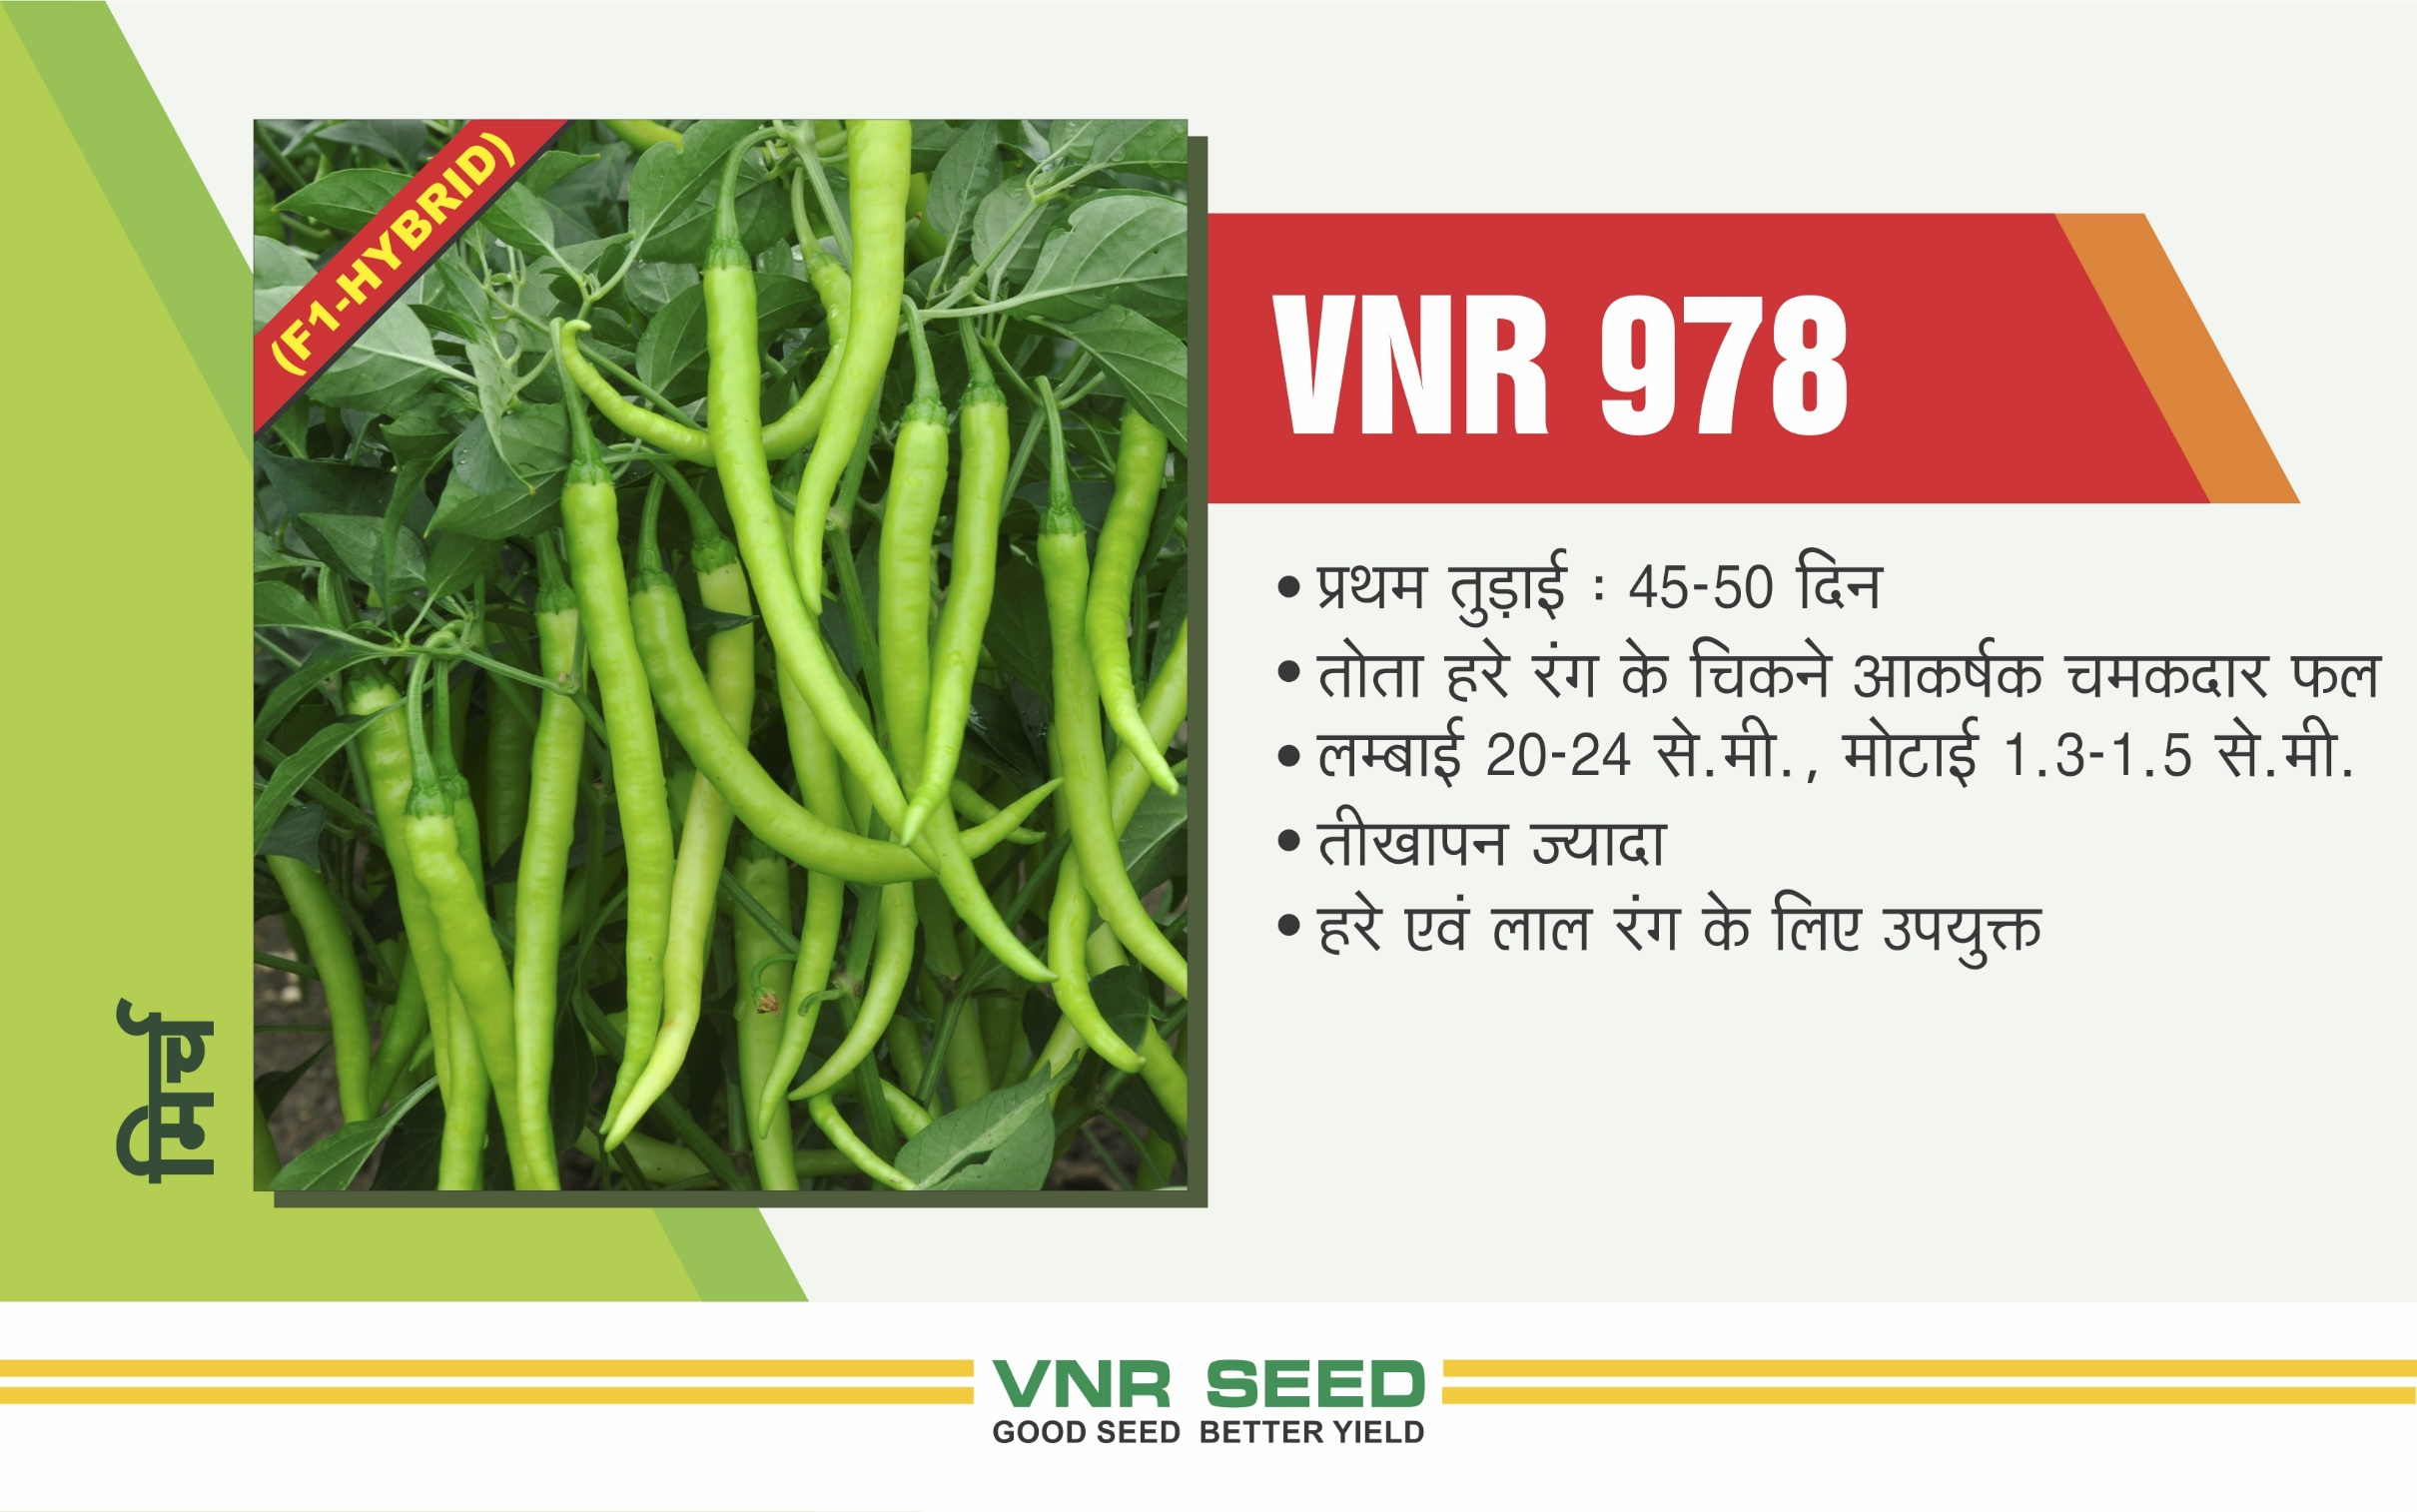 (F1-HYBRID))
VNR 978
• प्रथम तुड़ाई : 45-50 दिन
• तोता हरे रंग के चिकने आकर्षक चमकदार फल
• लम्बाई 20-24 से.मी., मोटाई 1.3-1.5 से.मी.
• तीखापन ज्यादा
• हरे एवं लाल रंग के लिए उपयुक्त
मिर्च
VNR SEED
GOOD SEED BETTER YIELD